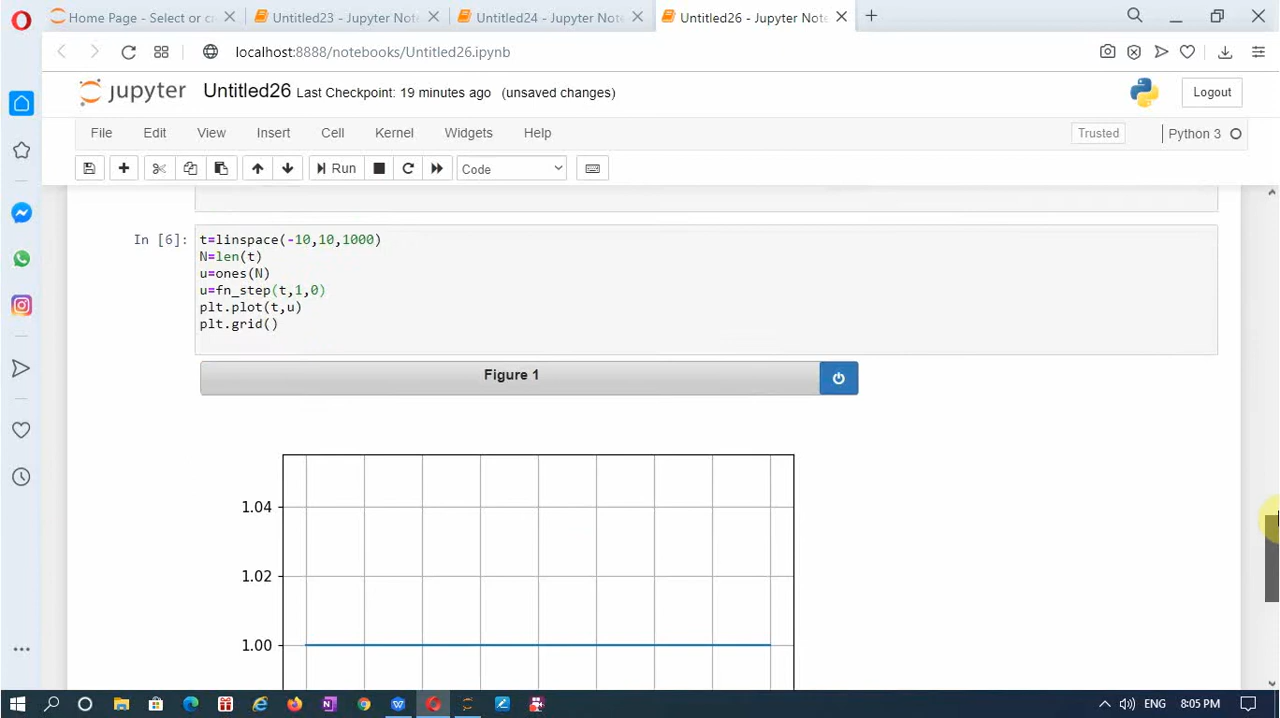 Home Page - Select or cr
Untitled23 - Jupyter Not
Untitled24 - Jupyter Not
Untitled26 - Jupyter Note
localhost:8888/notebooks/Untitled26.ipynb
jupyter Untitled26 Last Checkpoint: 19 minutes ago (unsaved changes) Logout
File Edit View Insert Cell Kernel Widgets Help Trusted Python 3
Run Code
In [6]: t=linspace(-10,10,1000)
N=len(t)
u=ones(N)
u=fn_step(t,1,0)
plt.plot(t,u)
plt.grid()
Figure 1
1.04
1.02
1.00
ENG 8:05 PM